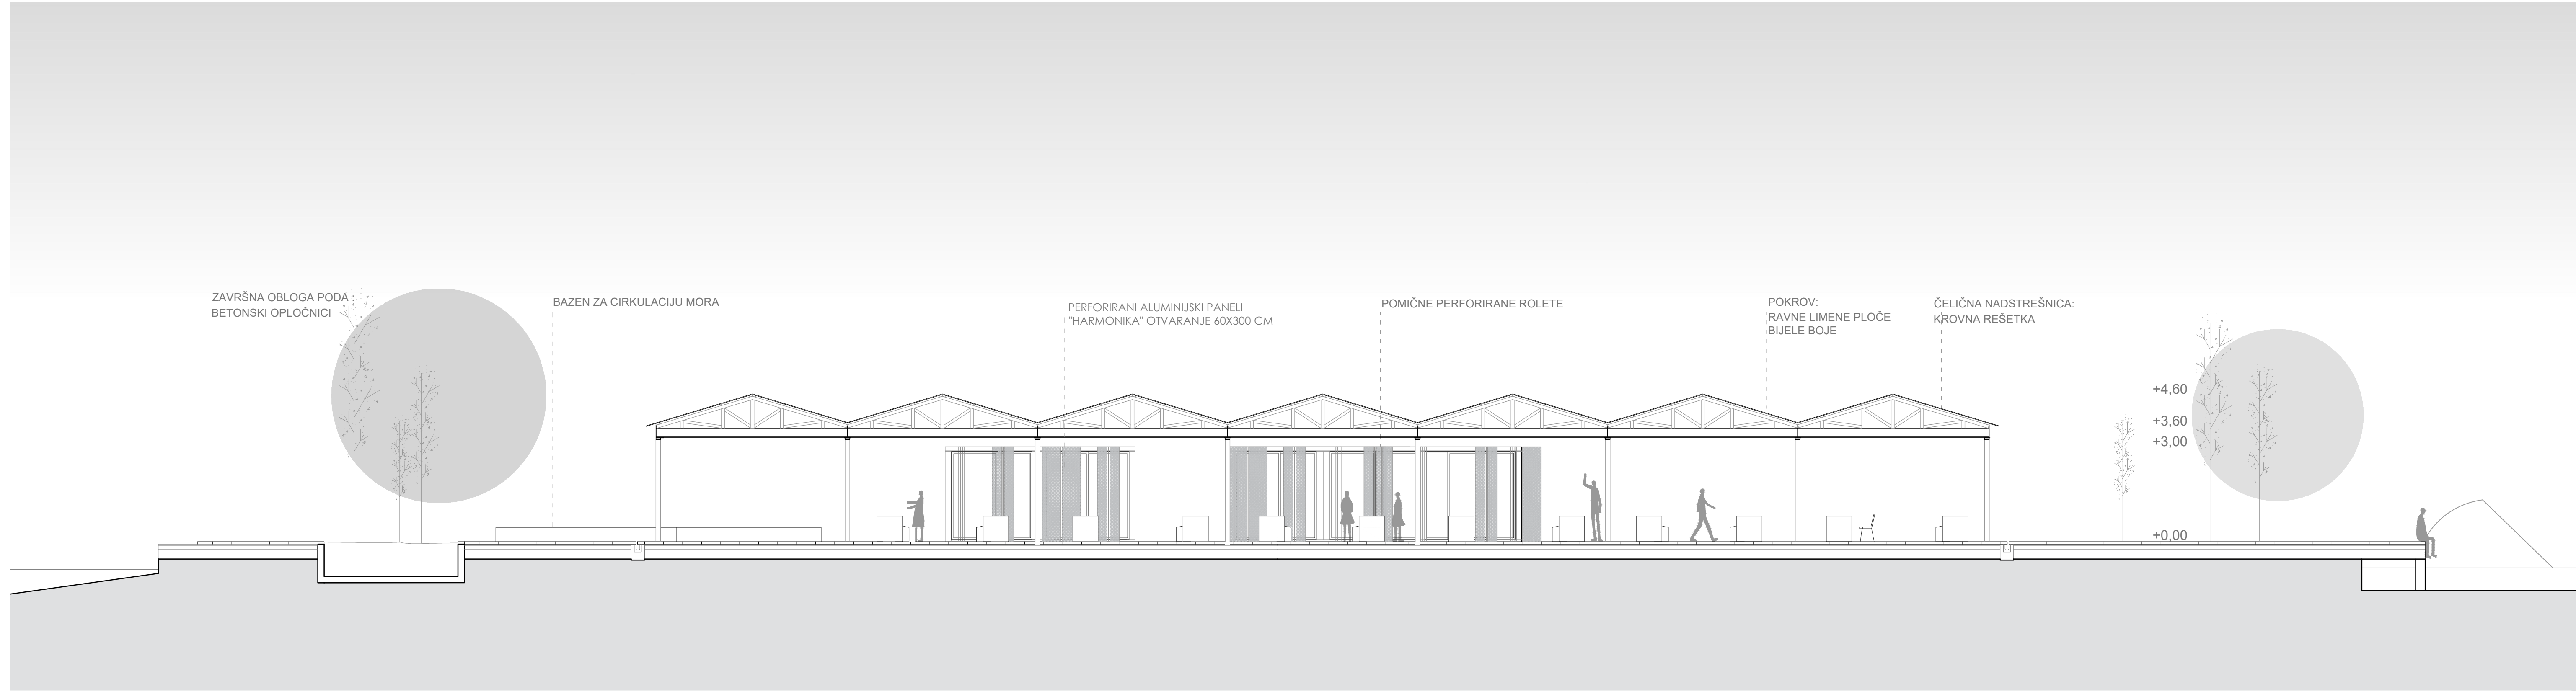 ZAVRŠNA OBLOGA PODA
BETONSKI OPLOČNICI
BAZEN ZA CIRKULACIJU MORA
PERFORIRANI ALUMINIJSKI PANELI
"HARMONIKA" OTVARANJE 60X300 CM
POMIČNE PERFORIRANE ROLETE
POKROV:
RAVNE LIMENE PLOČE
BIJELE BOJE
ČELIČNA NADSTREŠNICA:
KROVNA REŠETKA
+4,60
+3,60
+3,00
+0,00